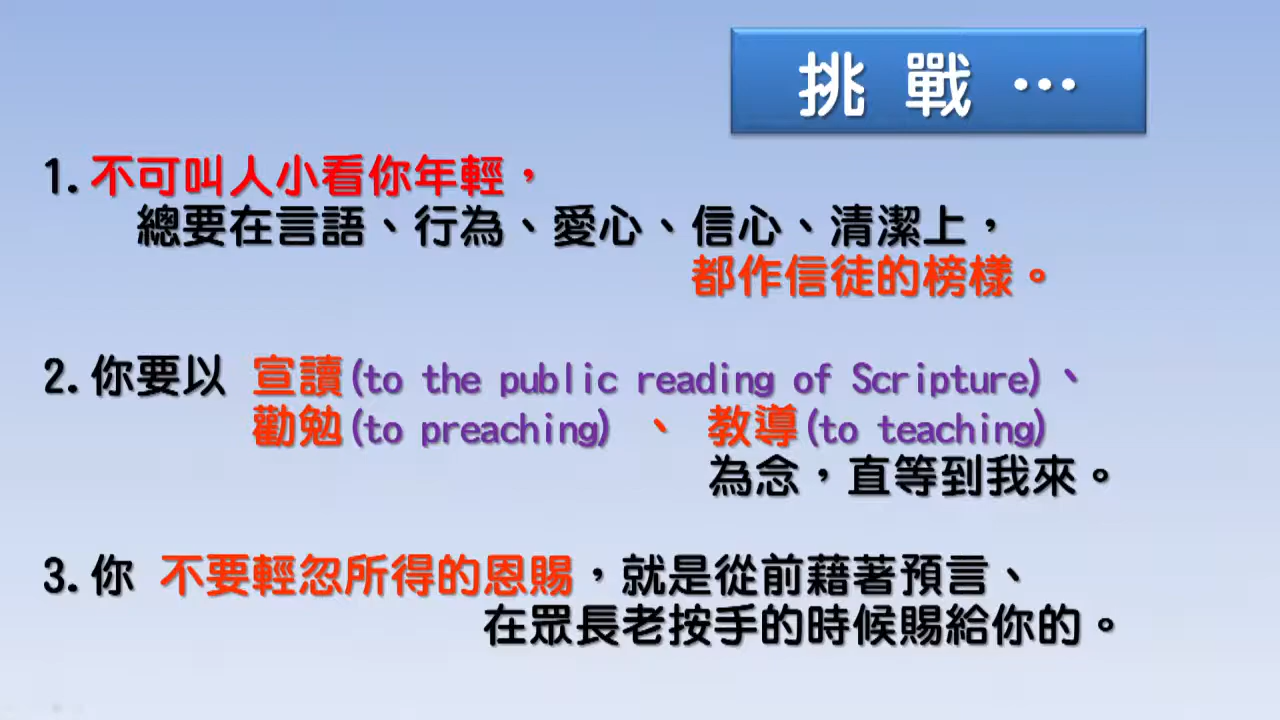 挑 戰 …
1.不可叫人小看你年輕，
總要在言語、行為、愛心、信心、清潔上，
都作信徒的榜樣。
2.你要以 宣讀(to the public reading of Scripture)、
勸勉(to preaching) 、 教導(to teaching)
為念，直等到我來。
3.你 不要輕忽所得的恩賜，就是從前藉著預言、
在眾長老按手的時候賜給你的。